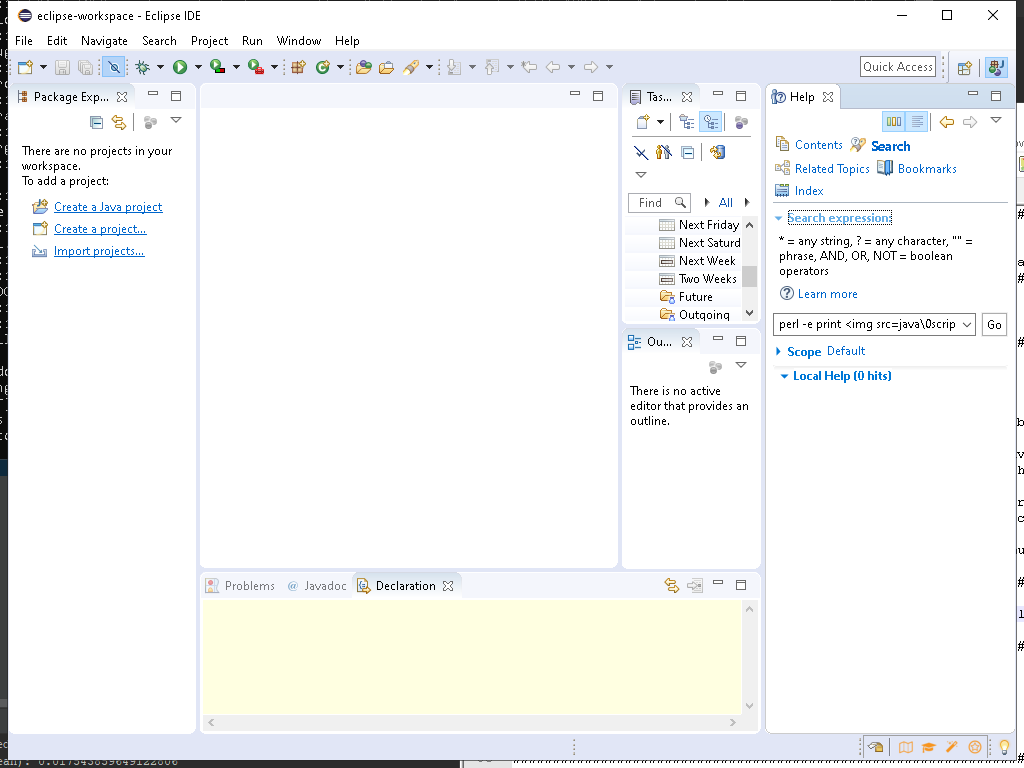 eclipse-workspace - Eclipse IDE
File Edit Navigate Search Project Run Window Help
Quick Access
Package Exp...
There are no projects in your
workspace.
To add a project:
Create a Java project
Create a project...
Import projects...
Tas...
Find
All
Next Friday
Next Saturd
Next Week
Two Weeks
Future
Outgoing
Ou...
There is no active
editor that provides an
outline.
Help
Contents
Search
Related Topics
Bookmarks
Index
Search expression:
* = any string, ? = any character, "" =
phrase, AND, OR, NOT = boolean
operators
Learn more
perl -e print <img src=java\0scrip
Go
Scope Default
Local Help (0 hits)
Problems
@ Javadoc
Declaration